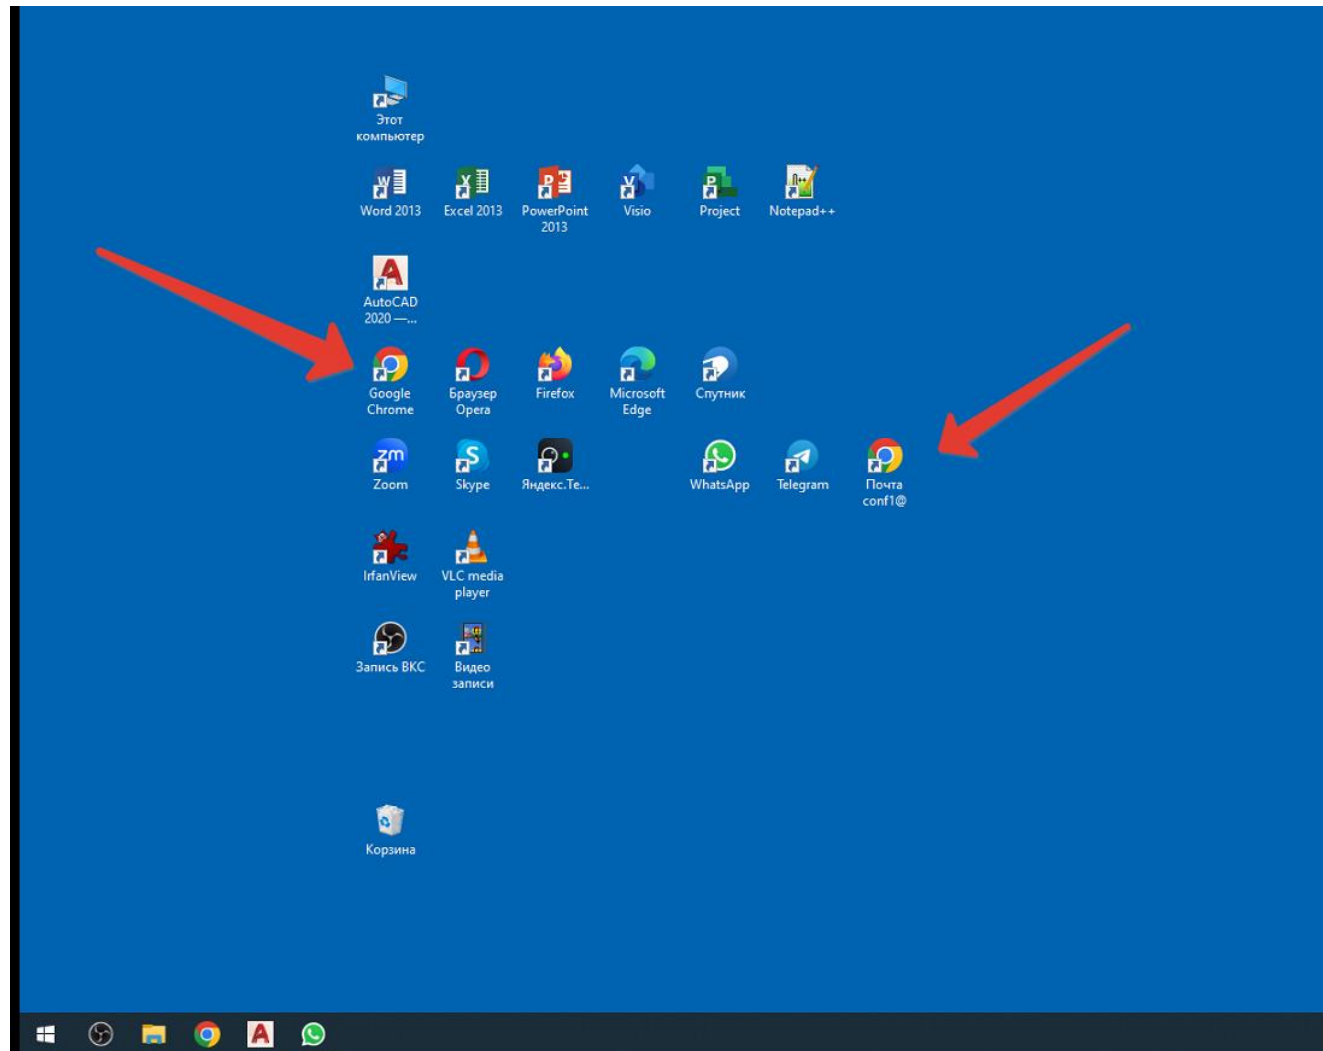 Этот
компьютер
Word 2013
Excel 2013
PowerPoint
2013
Visio
Project
Notepad++
AutoCAD
2020 —...
Google
Chrome
Браузер
Opera
Firefox
Microsoft
Edge
Спутник
Zoom
Skype
Яндекс.Те...
WhatsApp
Telegram
Почта
conf1@
IrfanView
VLC media
player
Запись ВКС
Видео
записи
Корзина